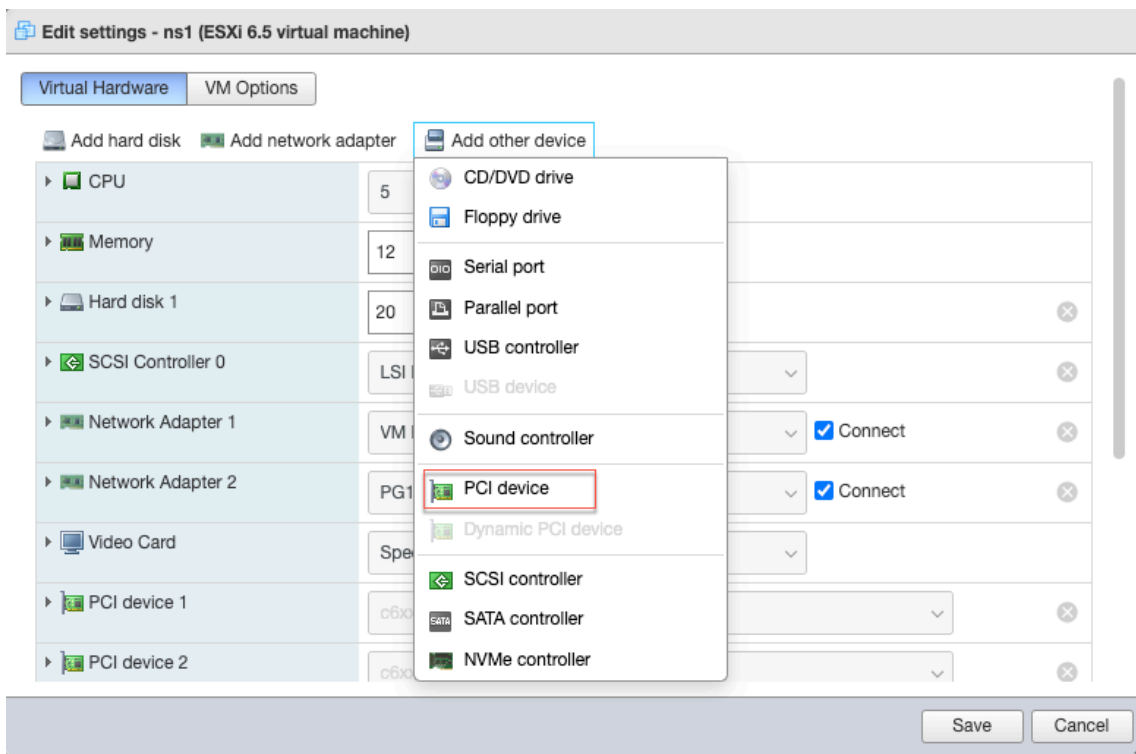 Edit settings - ns1 (ESXi 6.5 virtual machine)
Virtual Hardware VM Options
Add hard disk Add network adapter Add other device
CPU 5
Memory 12
Hard disk 1 20
SCSI Controller 0 LSI
Network Adapter 1 VM Connect
Network Adapter 2 PG1 Connect
Video Card Spe
PCI device 1 c6x
PCI device 2 c6x
CD/DVD drive
Floppy drive
Serial port
Parallel port
USB controller
USB device
Sound controller
PCI device
Dynamic PCI device
SCSI controller
SATA controller
NVMe controller
Save Cancel